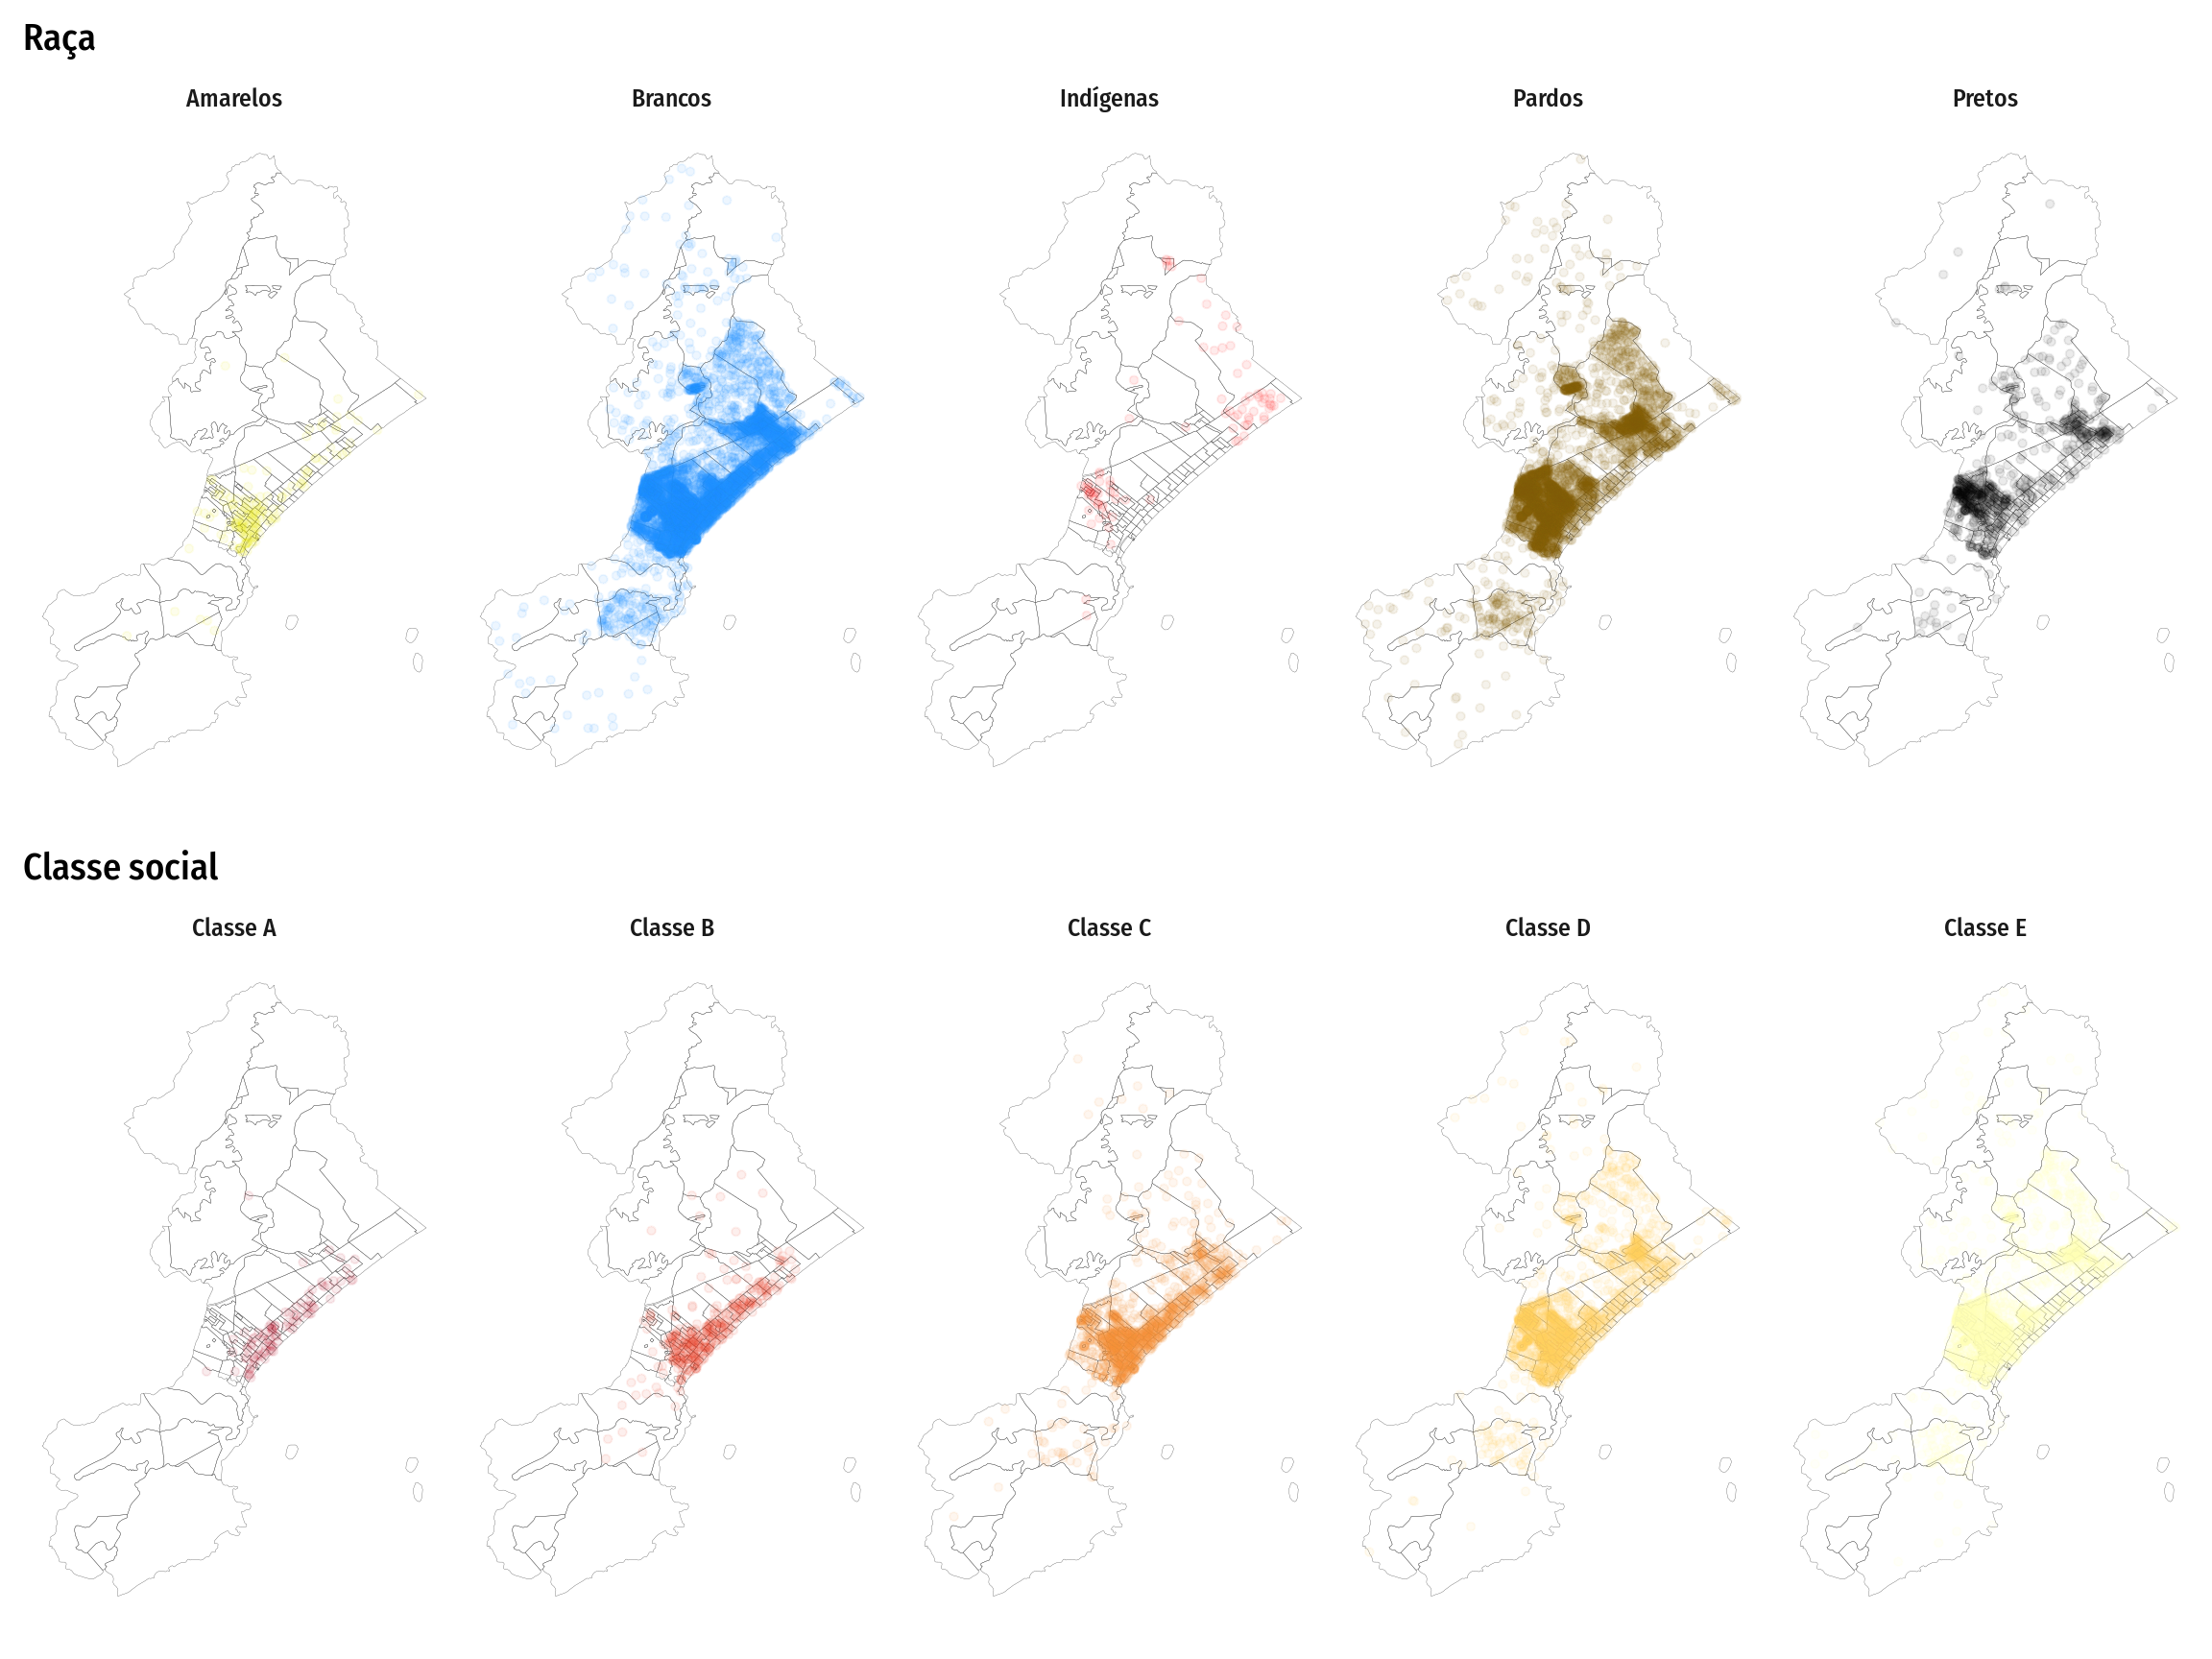 Raça
Amarelos
Brancos
Indígenas
Pardos
Pretos
Classe social
Classe A
Classe B
Classe C
Classe D
Classe E